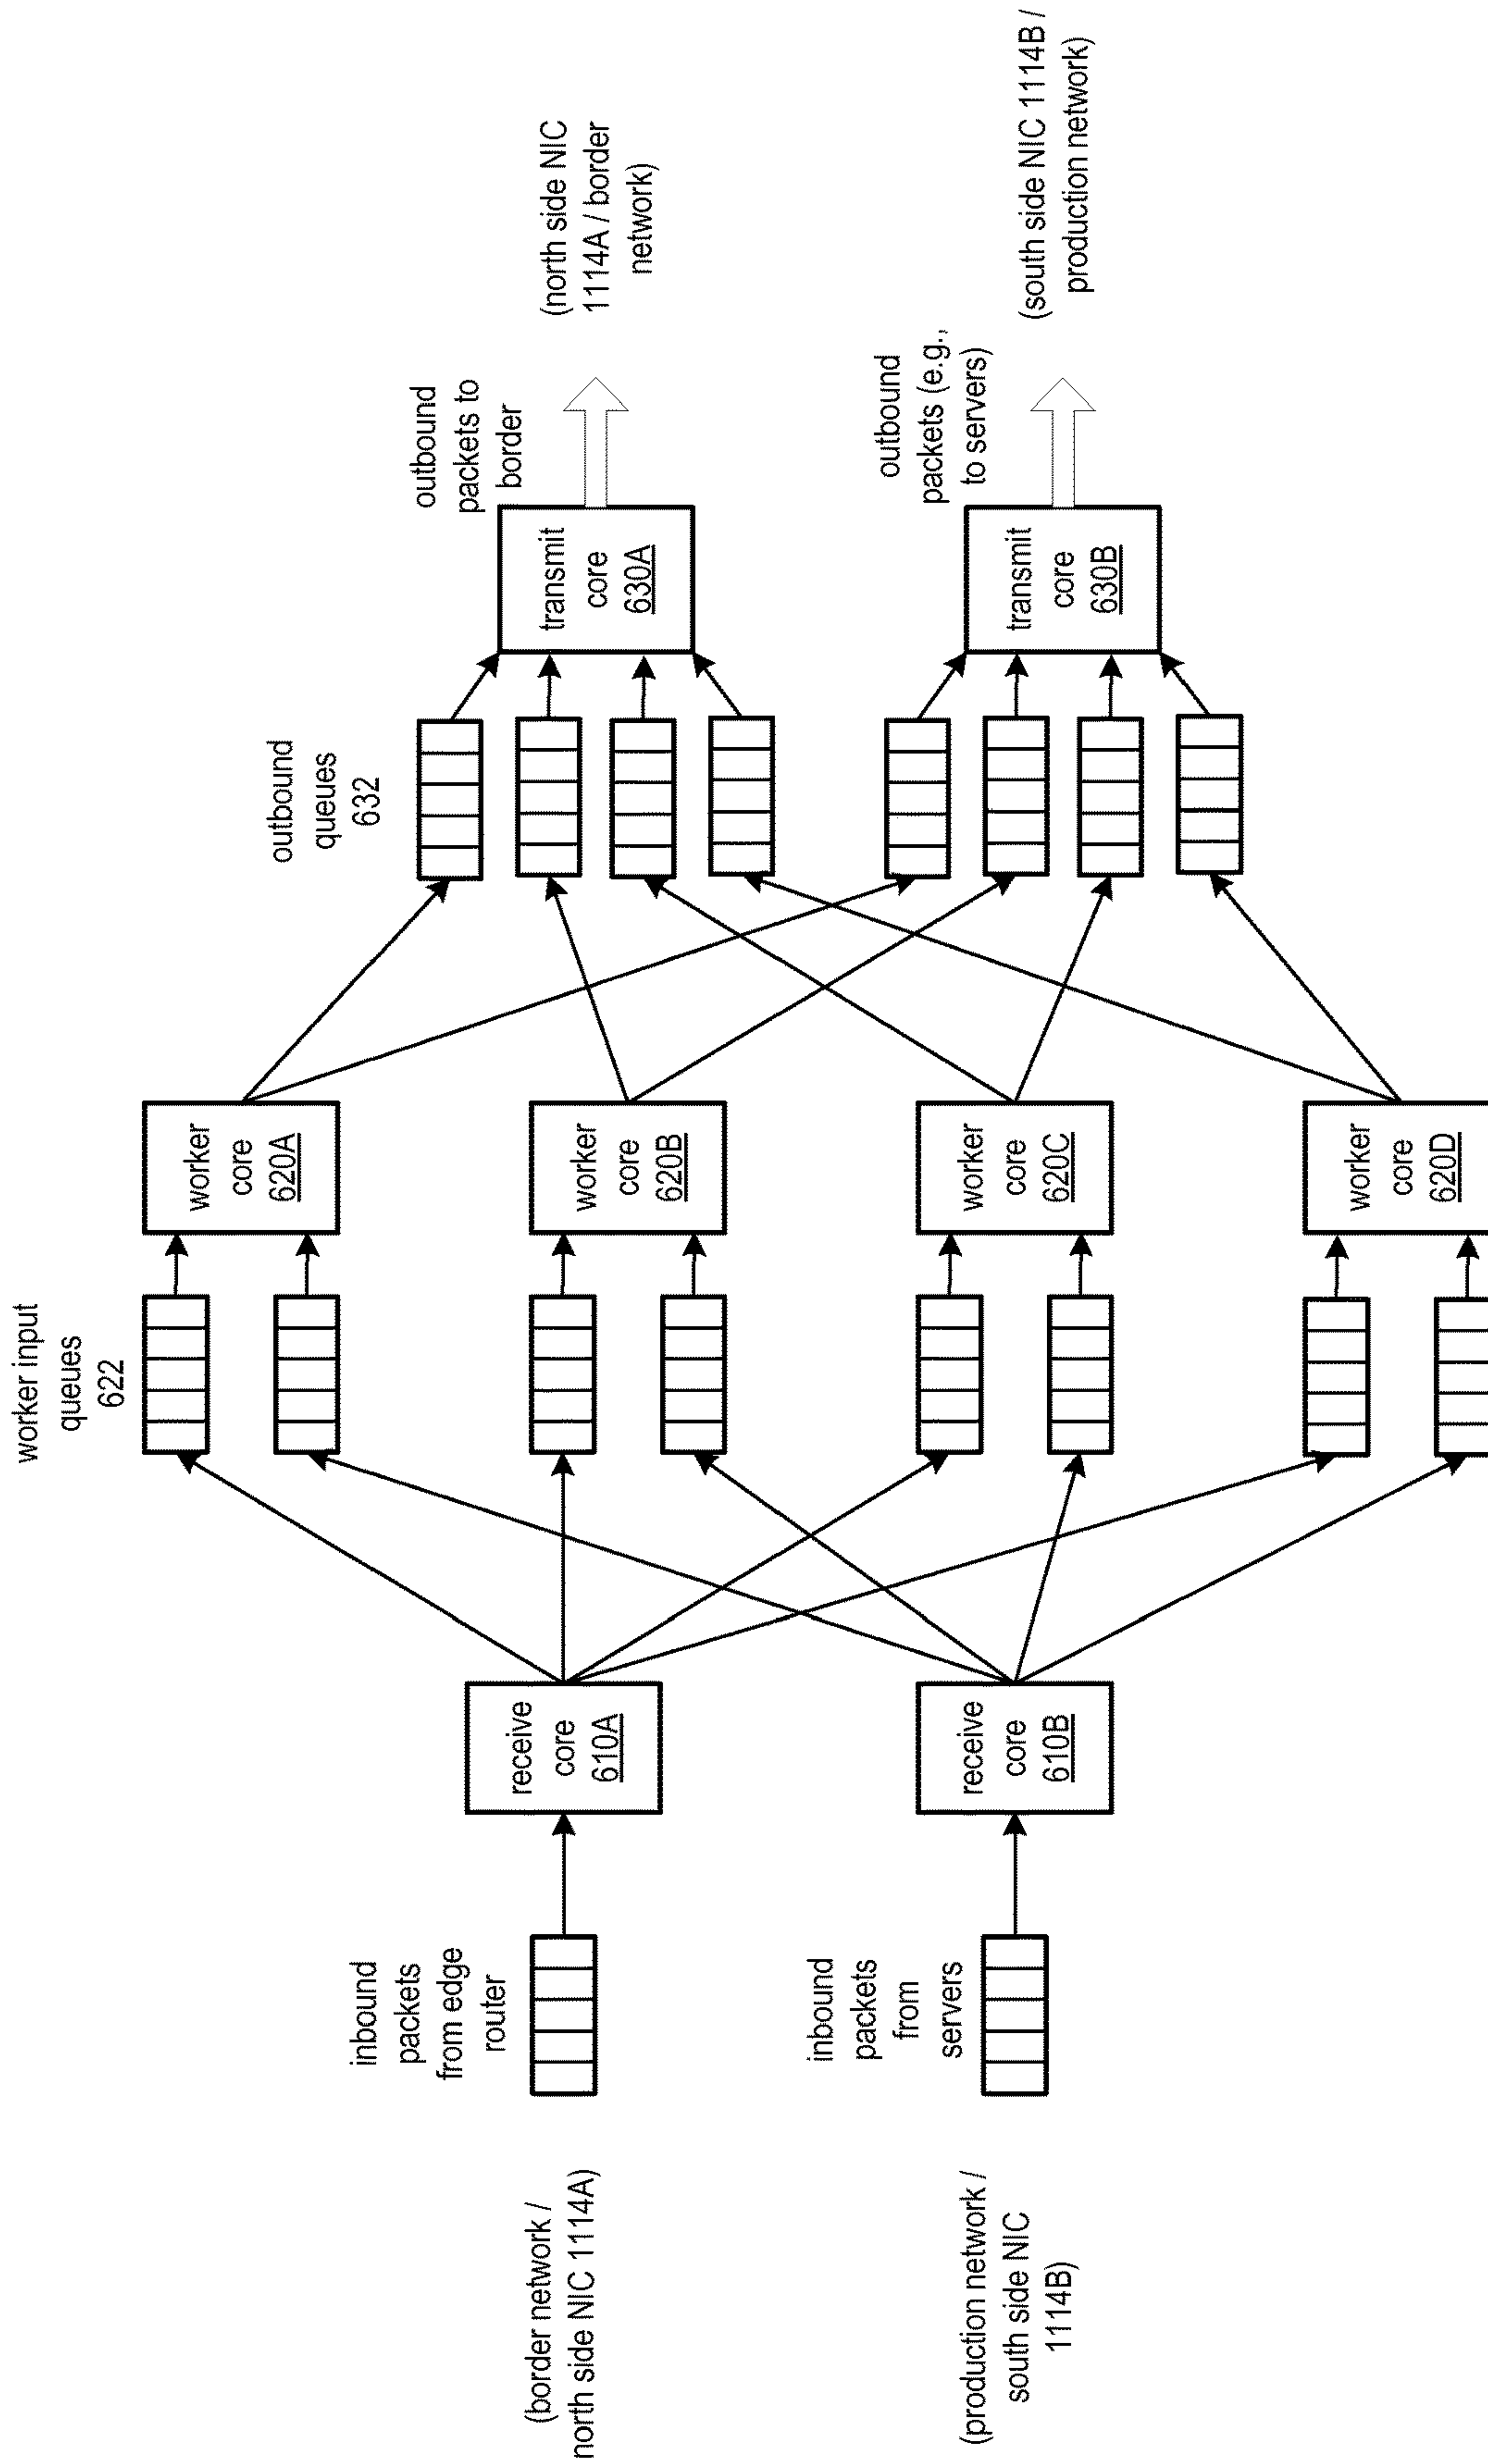 (border network /
north side NIC 1114A)
inbound
packets
from edge
router
receive
core
610A
(production network /
south side NIC
1114B)
inbound
packets
from
servers
receive
core
610B
worker input
queues
622
worker
core
620A
worker
core
620B
worker
core
620C
worker
core
620D
outbound
queues
632
transmit
core
630A
outbound
packets to
border
(north side NIC
1114A / border
network)
transmit
core
630B
outbound
packets (e.g.,
to servers)
(south side NIC 1114B /
production network)